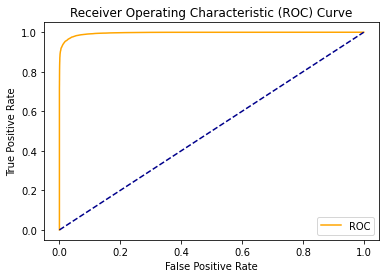 Receiver Operating Characteristic (ROC) Curve
1.0
0.8
0.6
0.4
0.2
0.0
True Positive Rate
ROC
0.0 0.2 0.4 0.6 0.8 1.0
False Positive Rate